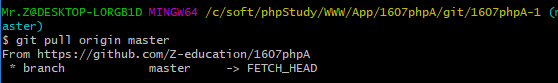 Mr.Z@DESKTOP-LORGB1D MINGW64 /c/soft/phpStudy/WWW/App/1607phpA/git/1607phpA-1 (m
aster)
$ git pull origin master
From https://github.com/Z-education/1607phpA
 * branch            master     -> FETCH_HEAD